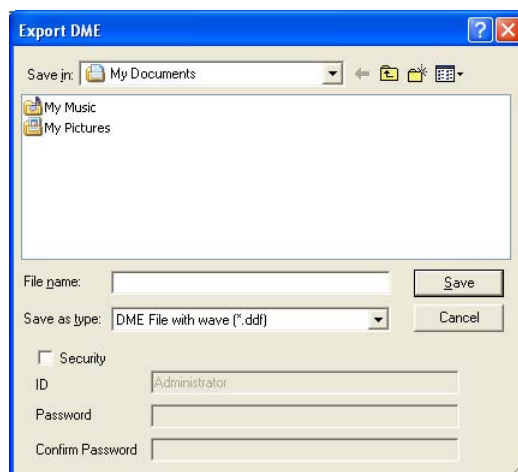 Export DME
Save in: My Documents
My Music
My Pictures
File name:
Save
Save as type: DME File with wave (*.ddf)
Cancel
Security
ID Administrator
Password
Confirm Password